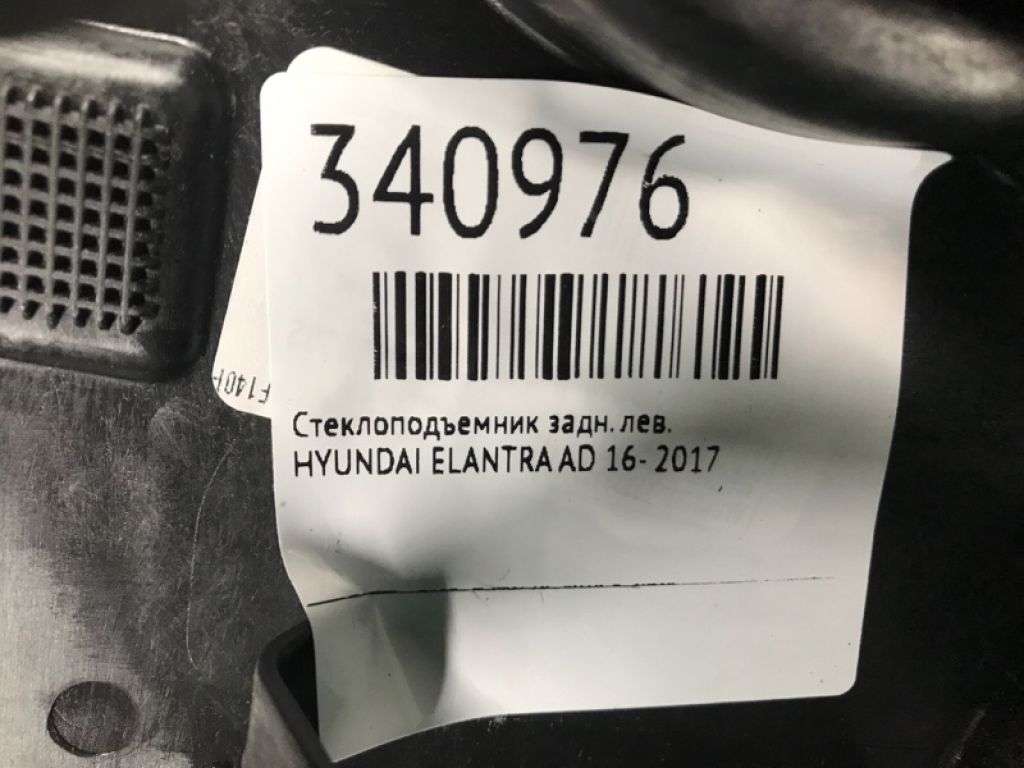 340976
Стеклоподъемник задн. лев.
HYUNDAI ELANTRA AD 16- 2017